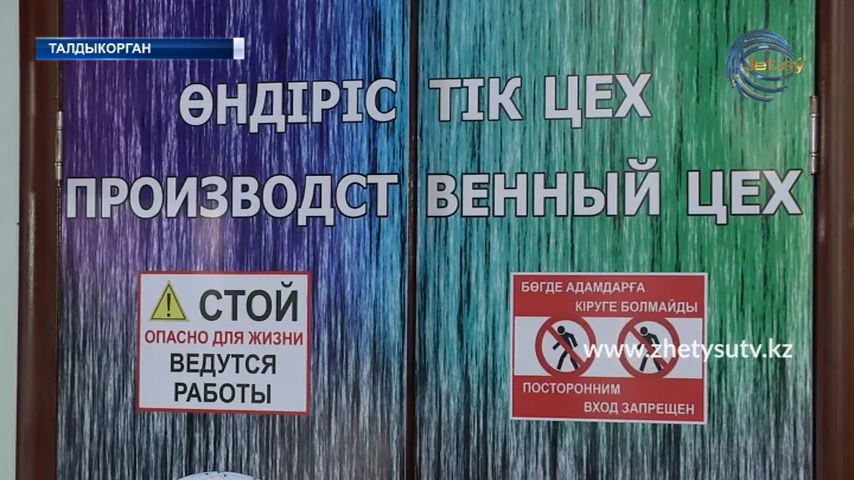 ТАЛДЫКОРГАН
Jetisy
ӨНДІРІС ТІК ЦЕХ
ПРОИЗВОДСТ ВЕННЫЙ ЦЕХ
СТОЙ
ОПАСНО ДЛЯ ЖИЗНИ
ВЕДУТСЯ
РАБОТЫ
БӨГДЕ АДАМДАРҒА
КІРУГЕ БОЛМАЙДЫ
www.zhetysutv.kz
ПОСТОРОННИМ
ВХОД ЗАПРЕЩЕН